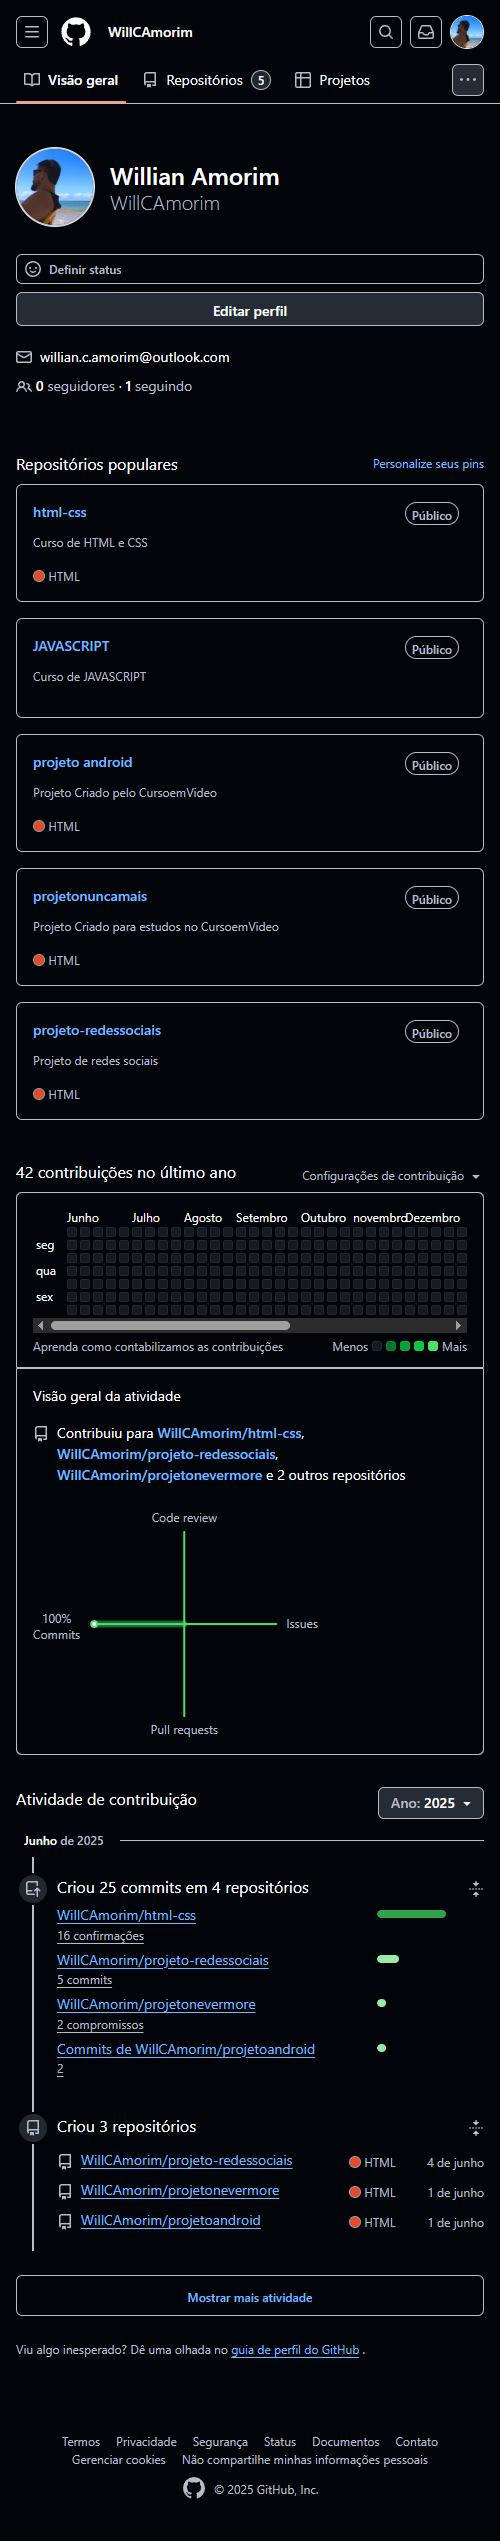 WillCAmorim
Visão geral
Repositórios 5
Projetos
Willian Amorim
WillCAmorim
Definir status
Editar perfil
willian.c.amorim@outlook.com
0 seguidores · 1 seguindo
Repositórios populares
Personalize seus pins
html-css
Público
Curso de HTML e CSS
HTML
JAVASCRIPT
Público
Curso de JAVASCRIPT
projeto android
Público
Projeto Criado pelo CursoemVideo
HTML
projetonuncamais
Público
Projeto Criado para estudos no CursoemVideo
HTML
projeto-redessociais
Público
Projeto de redes sociais
HTML
42 contribuições no último ano
Configurações de contribuição
Junho Julho Agosto Setembro Outubro novembro Dezembro
seg
qua
sex
Aprenda como contabilizamos as contribuições
Menos Mais
Visão geral da atividade
Contribuiu para WillCAmorim/html-css,
WillCAmorim/projeto-redessociais,
WillCAmorim/projetonevermore e 2 outros repositórios
Code review
100%
Commits
Issues
Pull requests
Atividade de contribuição
Ano: 2025
Junho de 2025
Criou 25 commits em 4 repositórios
WillCAmorim/html-css
16 confirmações
WillCAmorim/projeto-redessociais
5 commits
WillCAmorim/projetonevermore
2 compromissos
Commits de WillCAmorim/projetoandroid
2
Criou 3 repositórios
WillCAmorim/projeto-redessociais HTML 4 de junho
WillCAmorim/projetonevermore HTML 1 de junho
WillCAmorim/projetoandroid HTML 1 de junho
Mostrar mais atividade
Viu algo inesperado? Dê uma olhada no guia de perfil do GitHub .
Termos Privacidade Segurança Status Documentos Contato
Gerenciar cookies Não compartilhe minhas informações pessoais
© 2025 GitHub, Inc.